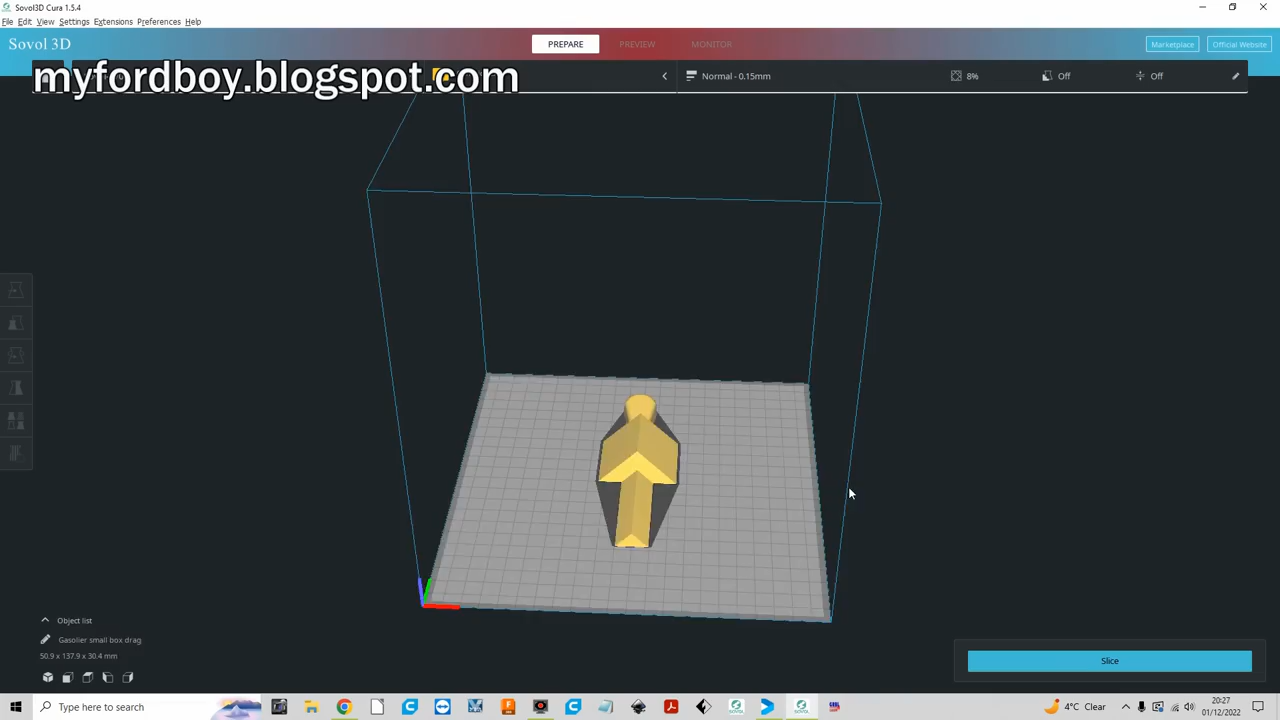 Sovol3D Cura 1.5.4
File Edit View Settings Extensions Preferences Help
Sovol 3D
PREPARE PREVIEW MONITOR
Marketplace Official Website
myfordboy.blogspot.com
Normal - 0.15mm 8% Off Off
Object list
Gasolier small box drag
50.9 x 137.9 x 30.4 mm
Slice
Type here to search
4°C Clear
20:27
01/12/2022